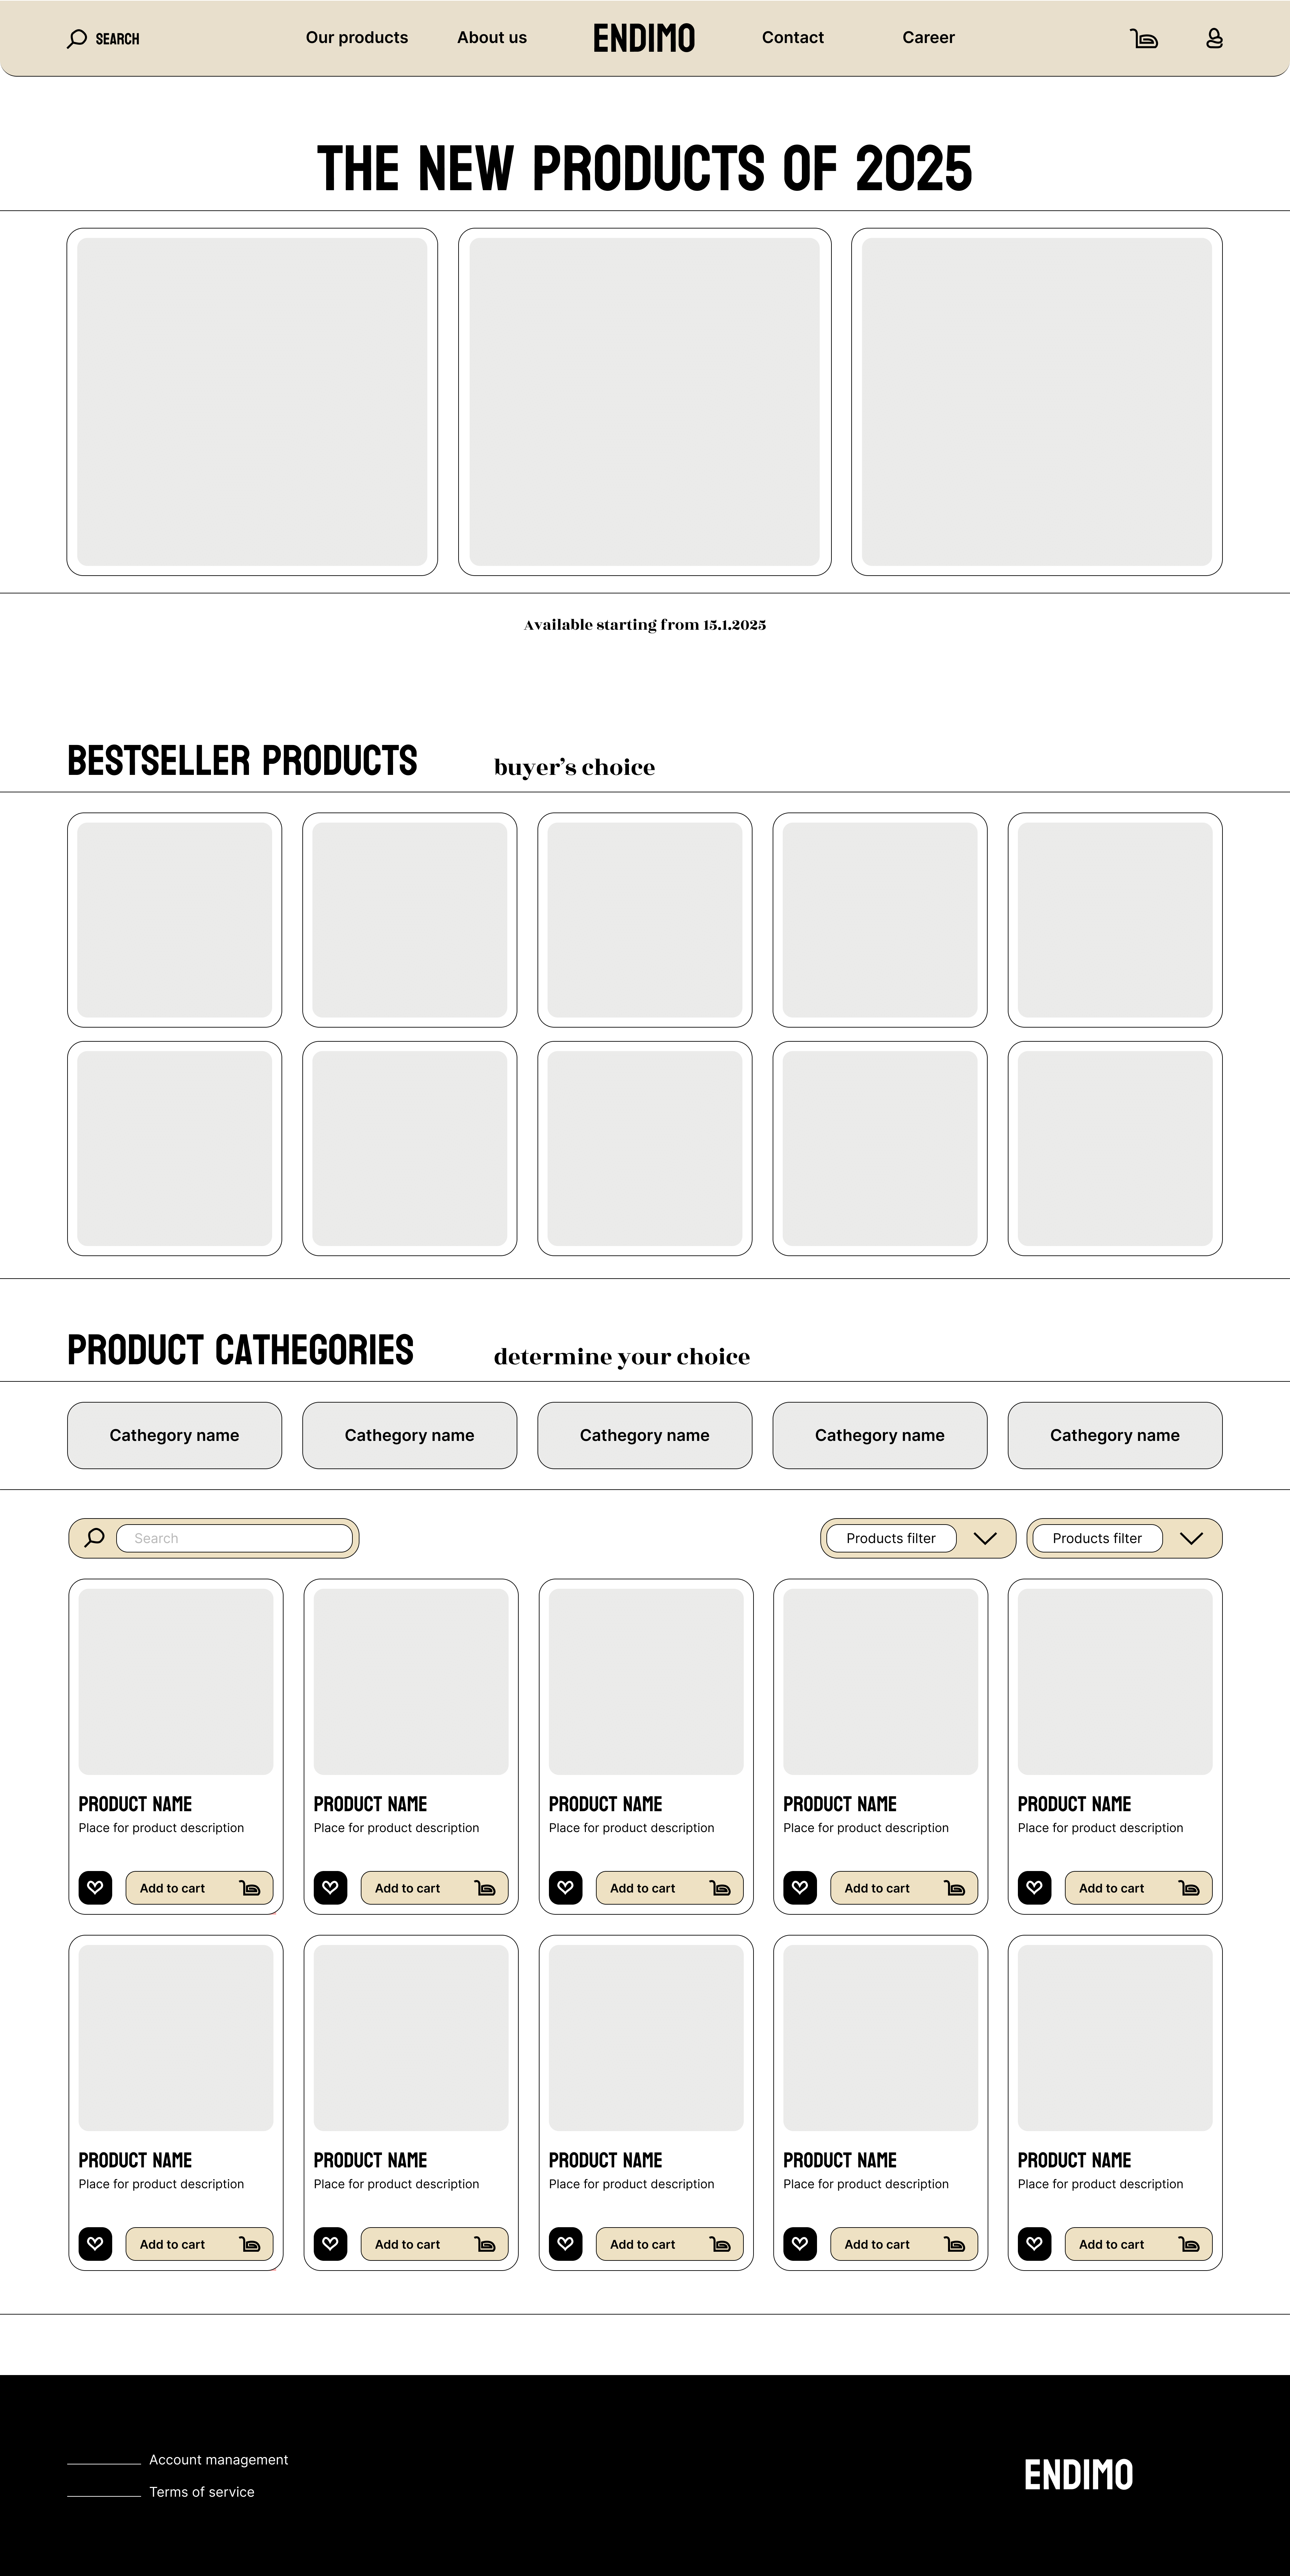 SEARCH
Our products
About us
ENDIMO
Contact
Career
THE NEW PRODUCTS OF 2025
Available starting from 15.1.2025
BESTSELLER PRODUCTS
buyer's choice
PRODUCT CATHEGORIES
determine your choice
Cathegory name
Cathegory name
Cathegory name
Cathegory name
Cathegory name
Search
Products filter
Products filter
PRODUCT NAME
Place for product description
Add to cart
PRODUCT NAME
Place for product description
Add to cart
PRODUCT NAME
Place for product description
Add to cart
PRODUCT NAME
Place for product description
Add to cart
PRODUCT NAME
Place for product description
Add to cart
PRODUCT NAME
Place for product description
Add to cart
PRODUCT NAME
Place for product description
Add to cart
PRODUCT NAME
Place for product description
Add to cart
PRODUCT NAME
Place for product description
Add to cart
PRODUCT NAME
Place for product description
Add to cart
Account management
Terms of service
ENDIMO